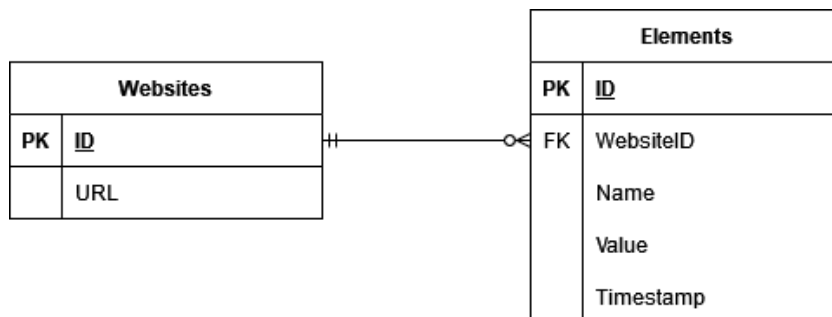 Websites
PK ID
URL
Elements
PK ID
FK WebsiteID
Name
Value
Timestamp